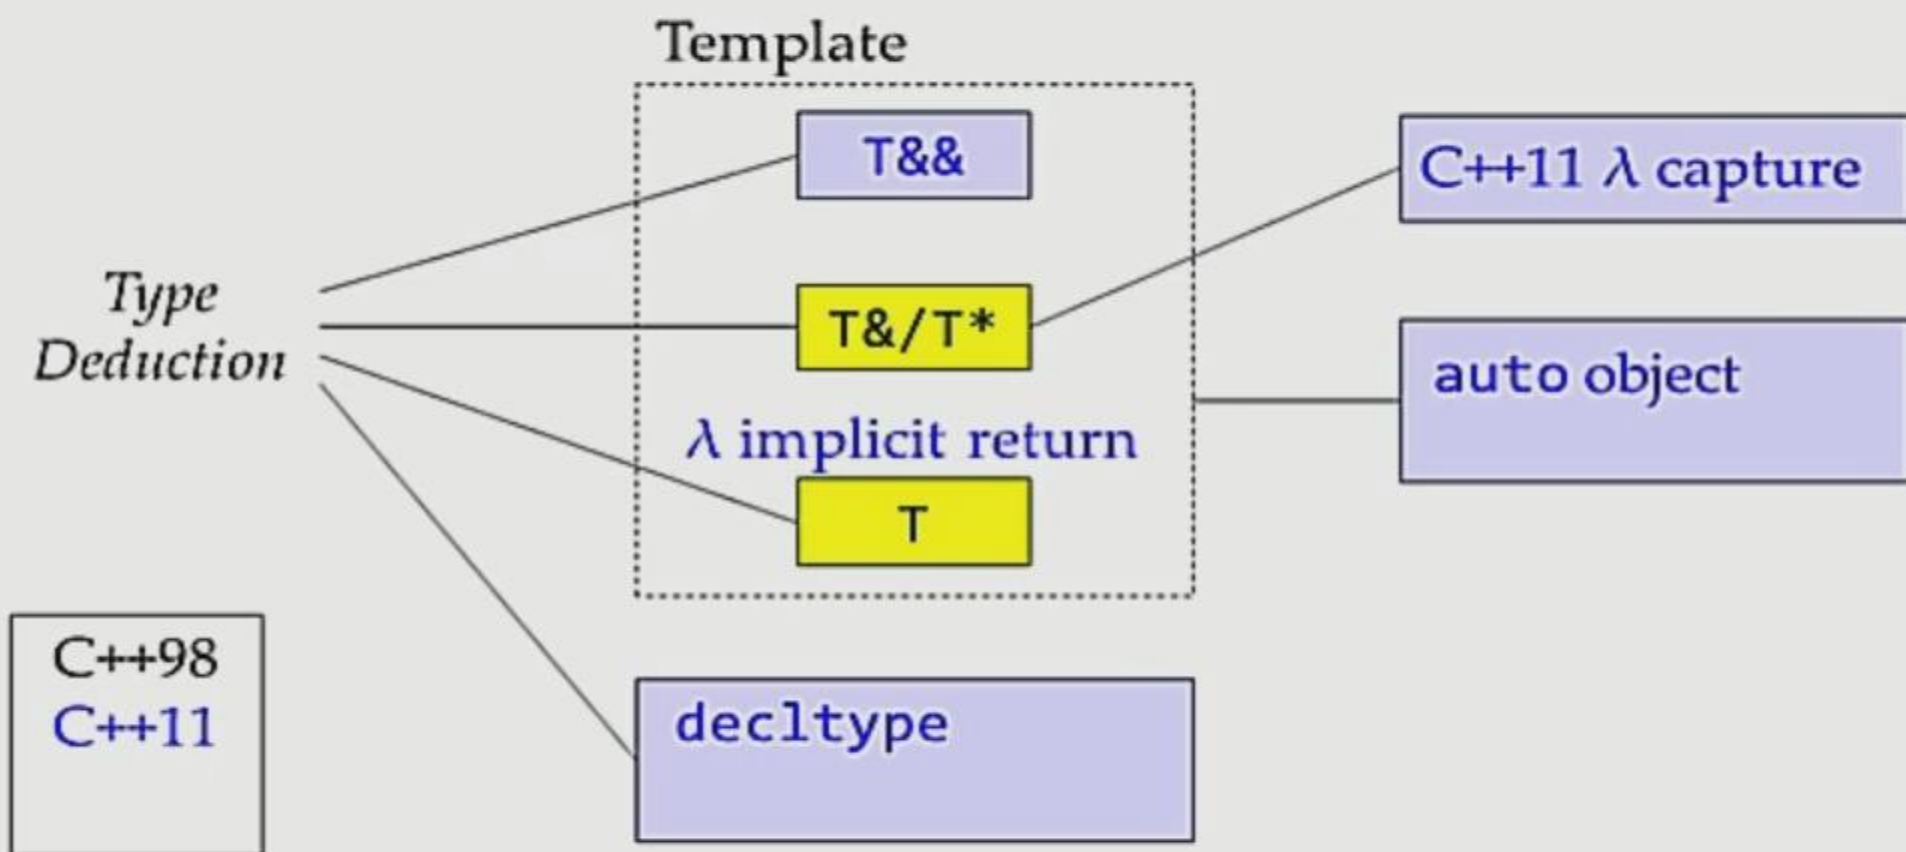 Template
T&&
C++11 λ capture
Type
Deduction
T&/T*
auto object
λ implicit return
T
C++98
C++11
decltype